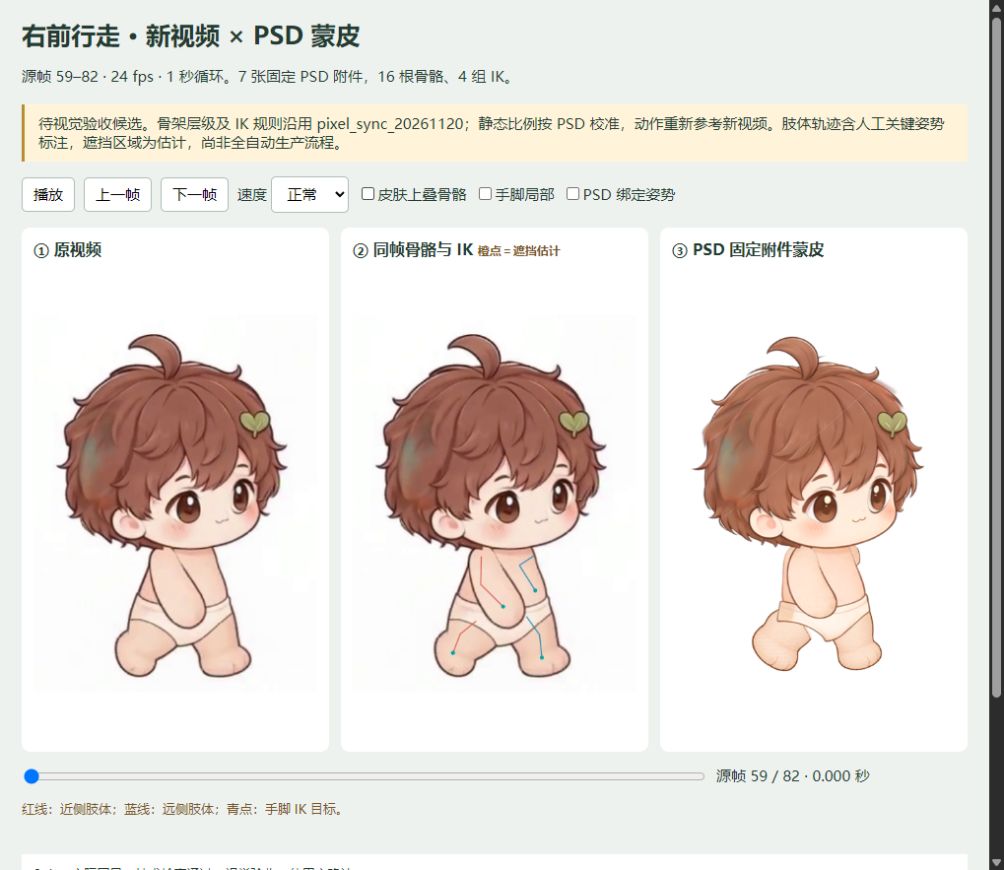 右前行走 · 新视频 × PSD 蒙皮
源帧 59–82 · 24 fps · 1 秒循环。7 张固定 PSD 附件，16 根骨骼、4 组 IK。
待视觉验收候选。骨架层级及 IK 规则沿用 pixel_sync_20261120；静态比例按 PSD 校准，动作重新参考新视频。肢体轨迹含人工关键姿势
标注，遮挡区域为估计，尚非全自动生产流程。
播放 上一帧 下一帧 速度 正常 皮肤上叠骨骼 手脚局部 PSD 绑定姿势
① 原视频 ② 同帧骨骼与 IK 橙点 = 遮挡估计 ③ PSD 固定附件蒙皮
源帧 59 / 82 · 0.000 秒
红线：近侧肢体；蓝线：远侧肢体；青点：手脚 IK 目标。